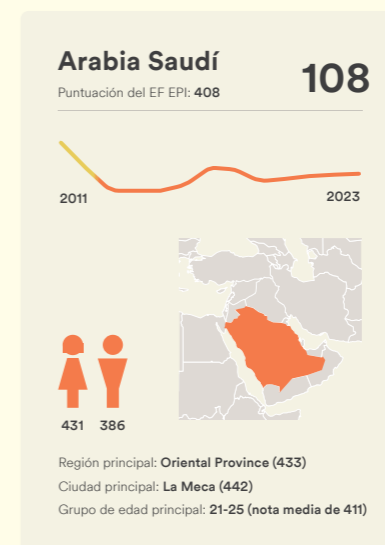 Arabia Saudí
108
Puntuación del EF EPI: 408
2011
2023
431 386
Región principal: Oriental Province (433)
Ciudad principal: La Meca (442)
Grupo de edad principal: 21-25 (nota media de 411)